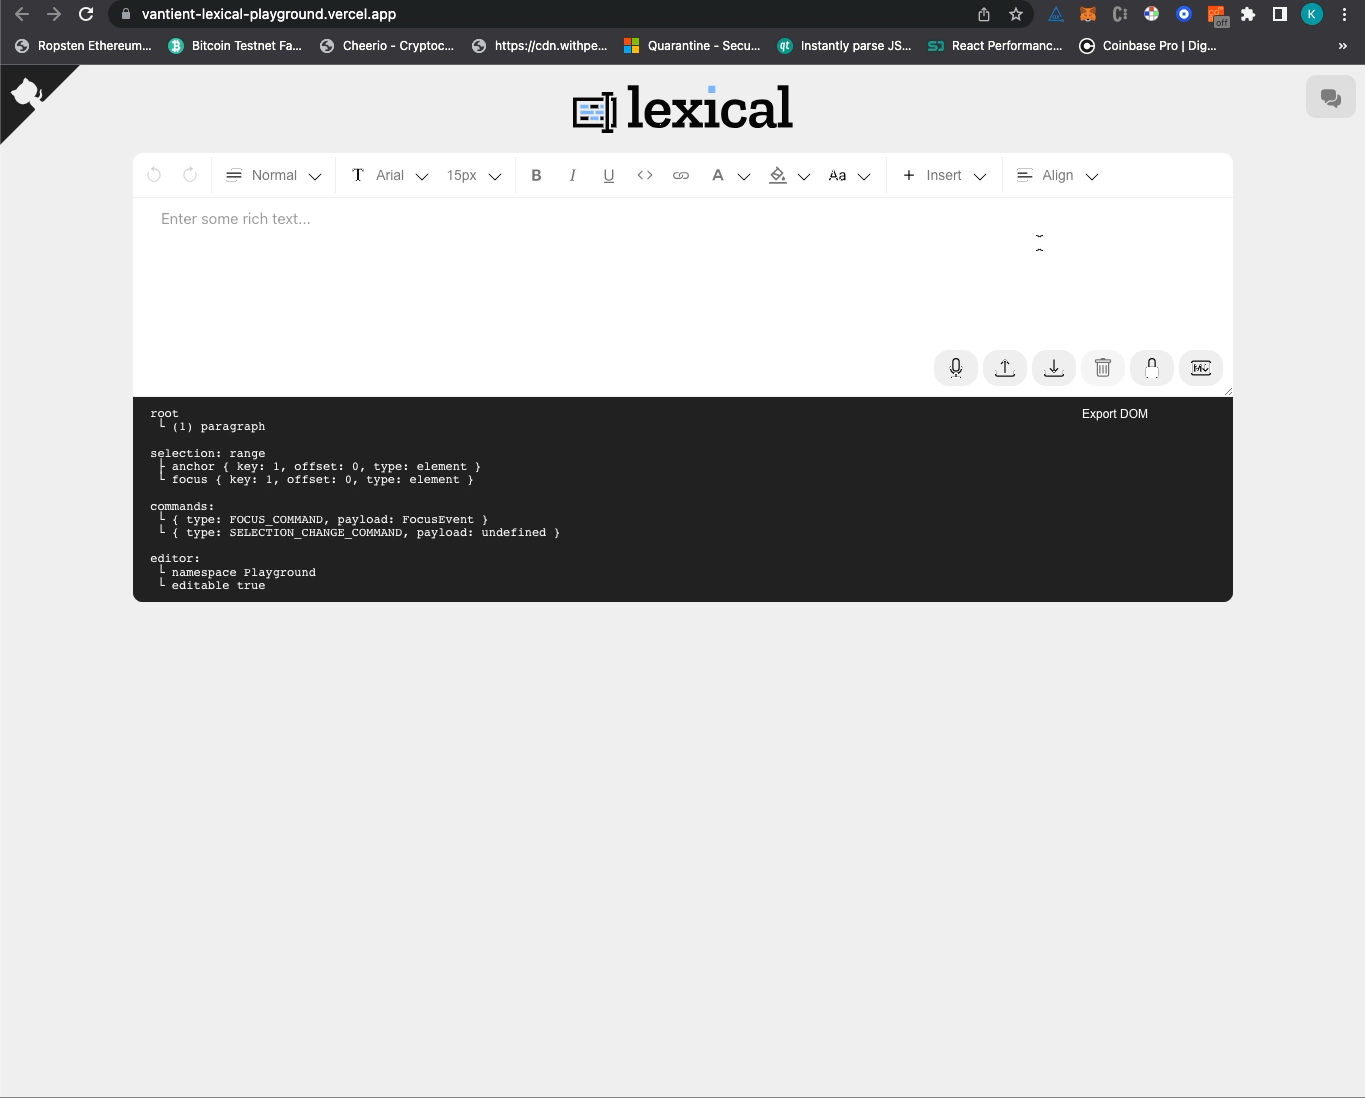 vantient-lexical-playground.vercel.app
off
K
Ropsten Ethereum... Bitcoin Testnet Fa... Cheerio - Cryptoc... https://cdn.withpe... Quarantine - Secu... qt Instantly parse JS... React Performanc... Coinbase Pro | Dig... »
lexical
Normal T Arial 15px B I U <> A Aa + Insert Align
Enter some rich text...
root
└ (1) paragraph
Export DOM
selection: range
├ anchor { key: 1, offset: 0, type: element }
└ focus { key: 1, offset: 0, type: element }
commands:
└ { type: FOCUS_COMMAND, payload: FocusEvent }
└ { type: SELECTION_CHANGE_COMMAND, payload: undefined }
editor:
└ namespace Playground
└ editable true